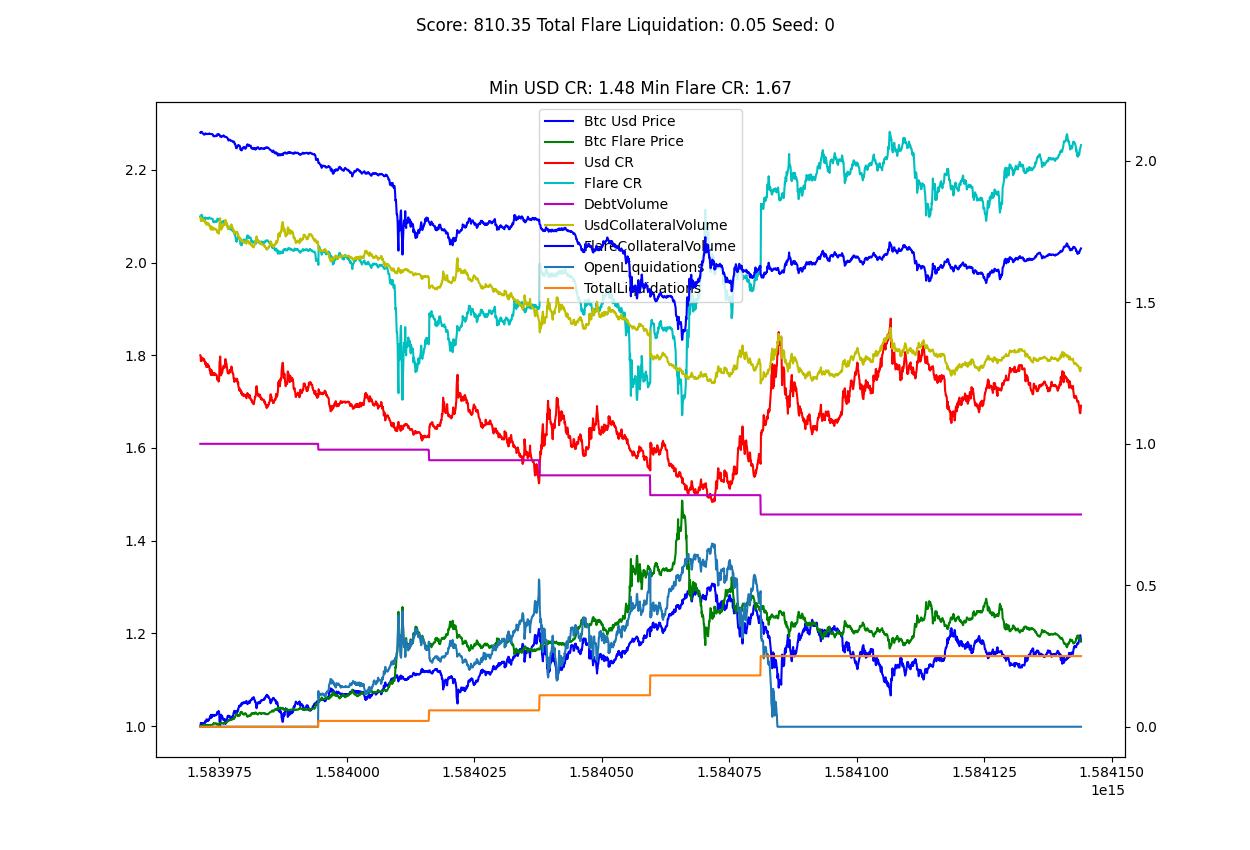 Score: 810.35 Total Flare Liquidation: 0.05 Seed: 0
Min USD CR: 1.48 Min Flare CR: 1.67
Btc Usd Price
Btc Flare Price
Usd CR
Flare CR
DebtVolume
UsdCollateralVolume
FlareCollateralVolume
OpenLiquidations
TotalLiquidations
2.2
2.0
1.8
1.6
1.4
1.2
1.0
2.0
1.5
1.0
0.5
0.0
1.583975 1.584000 1.584025 1.584050 1.584075 1.584100 1.584125 1.584150
1e15